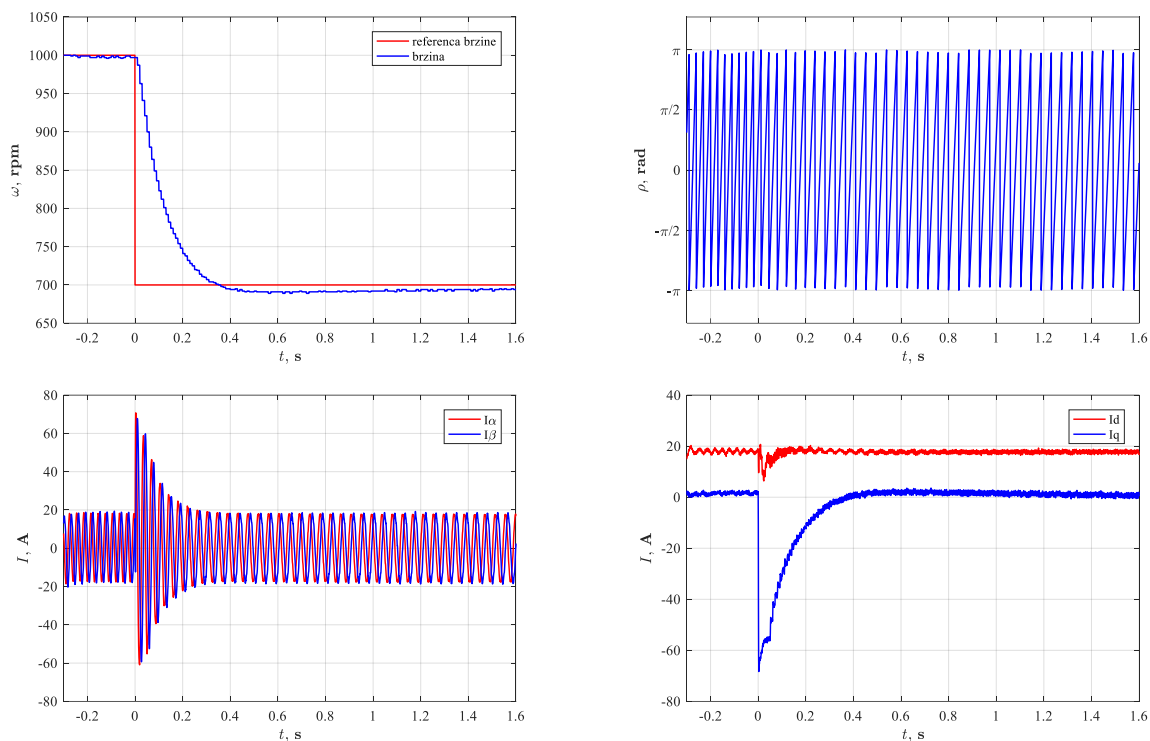 1050
1000
950
900
850
800
750
700
650
ω, rpm
referenca brzine
brzina
-0.2 0 0.2 0.4 0.6 0.8 1 1.2 1.4 1.6
t, s
π
π/2
0
-π/2
-π
ρ, rad
-0.2 0 0.2 0.4 0.6 0.8 1 1.2 1.4 1.6
t, s
80
60
40
20
0
-20
-40
-60
-80
I, A
Iα
Iβ
-0.2 0 0.2 0.4 0.6 0.8 1 1.2 1.4 1.6
t, s
40
20
0
-20
-40
-60
-80
I, A
Id
Iq
-0.2 0 0.2 0.4 0.6 0.8 1 1.2 1.4 1.6
t, s